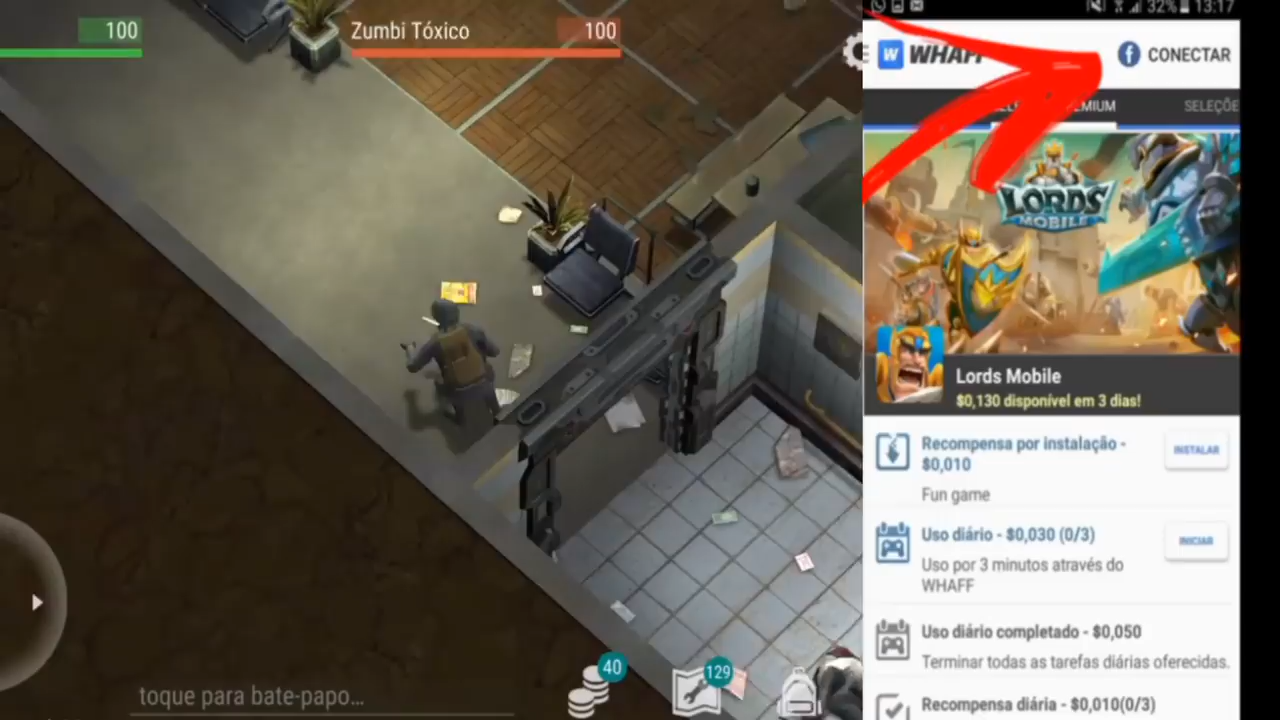 100
Zumbi Tóxico
100
toque para bate-papo...
40
129
32%
13:17
WHAFF
CONECTAR
SELEÇÕE
LORDS
MOBILE
Lords Mobile
$0,130 disponível em 3 dias!
Recompensa por instalação -
$0,010
INSTALAR
Fun game
Uso diário - $0,030 (0/3)
INICIAR
Uso por 3 minutos através do
WHAFF
Uso diário completado - $0,050
Terminar todas as tarefas diárias oferecidas.
Recompensa diária - $0,010(0/3)